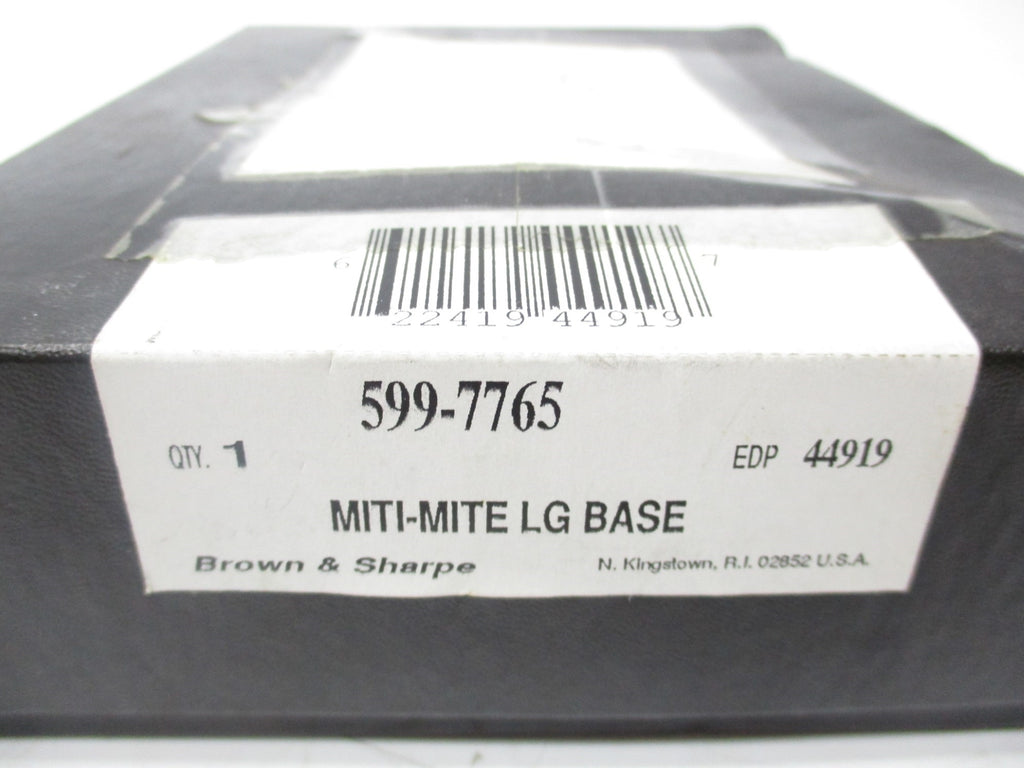 6 22419 44919 7
599-7765
QTY. 1 EDP 44919
MITI-MITE LG BASE
Brown & Sharpe N. Kingstown, R.I. 02852 U.S.A.